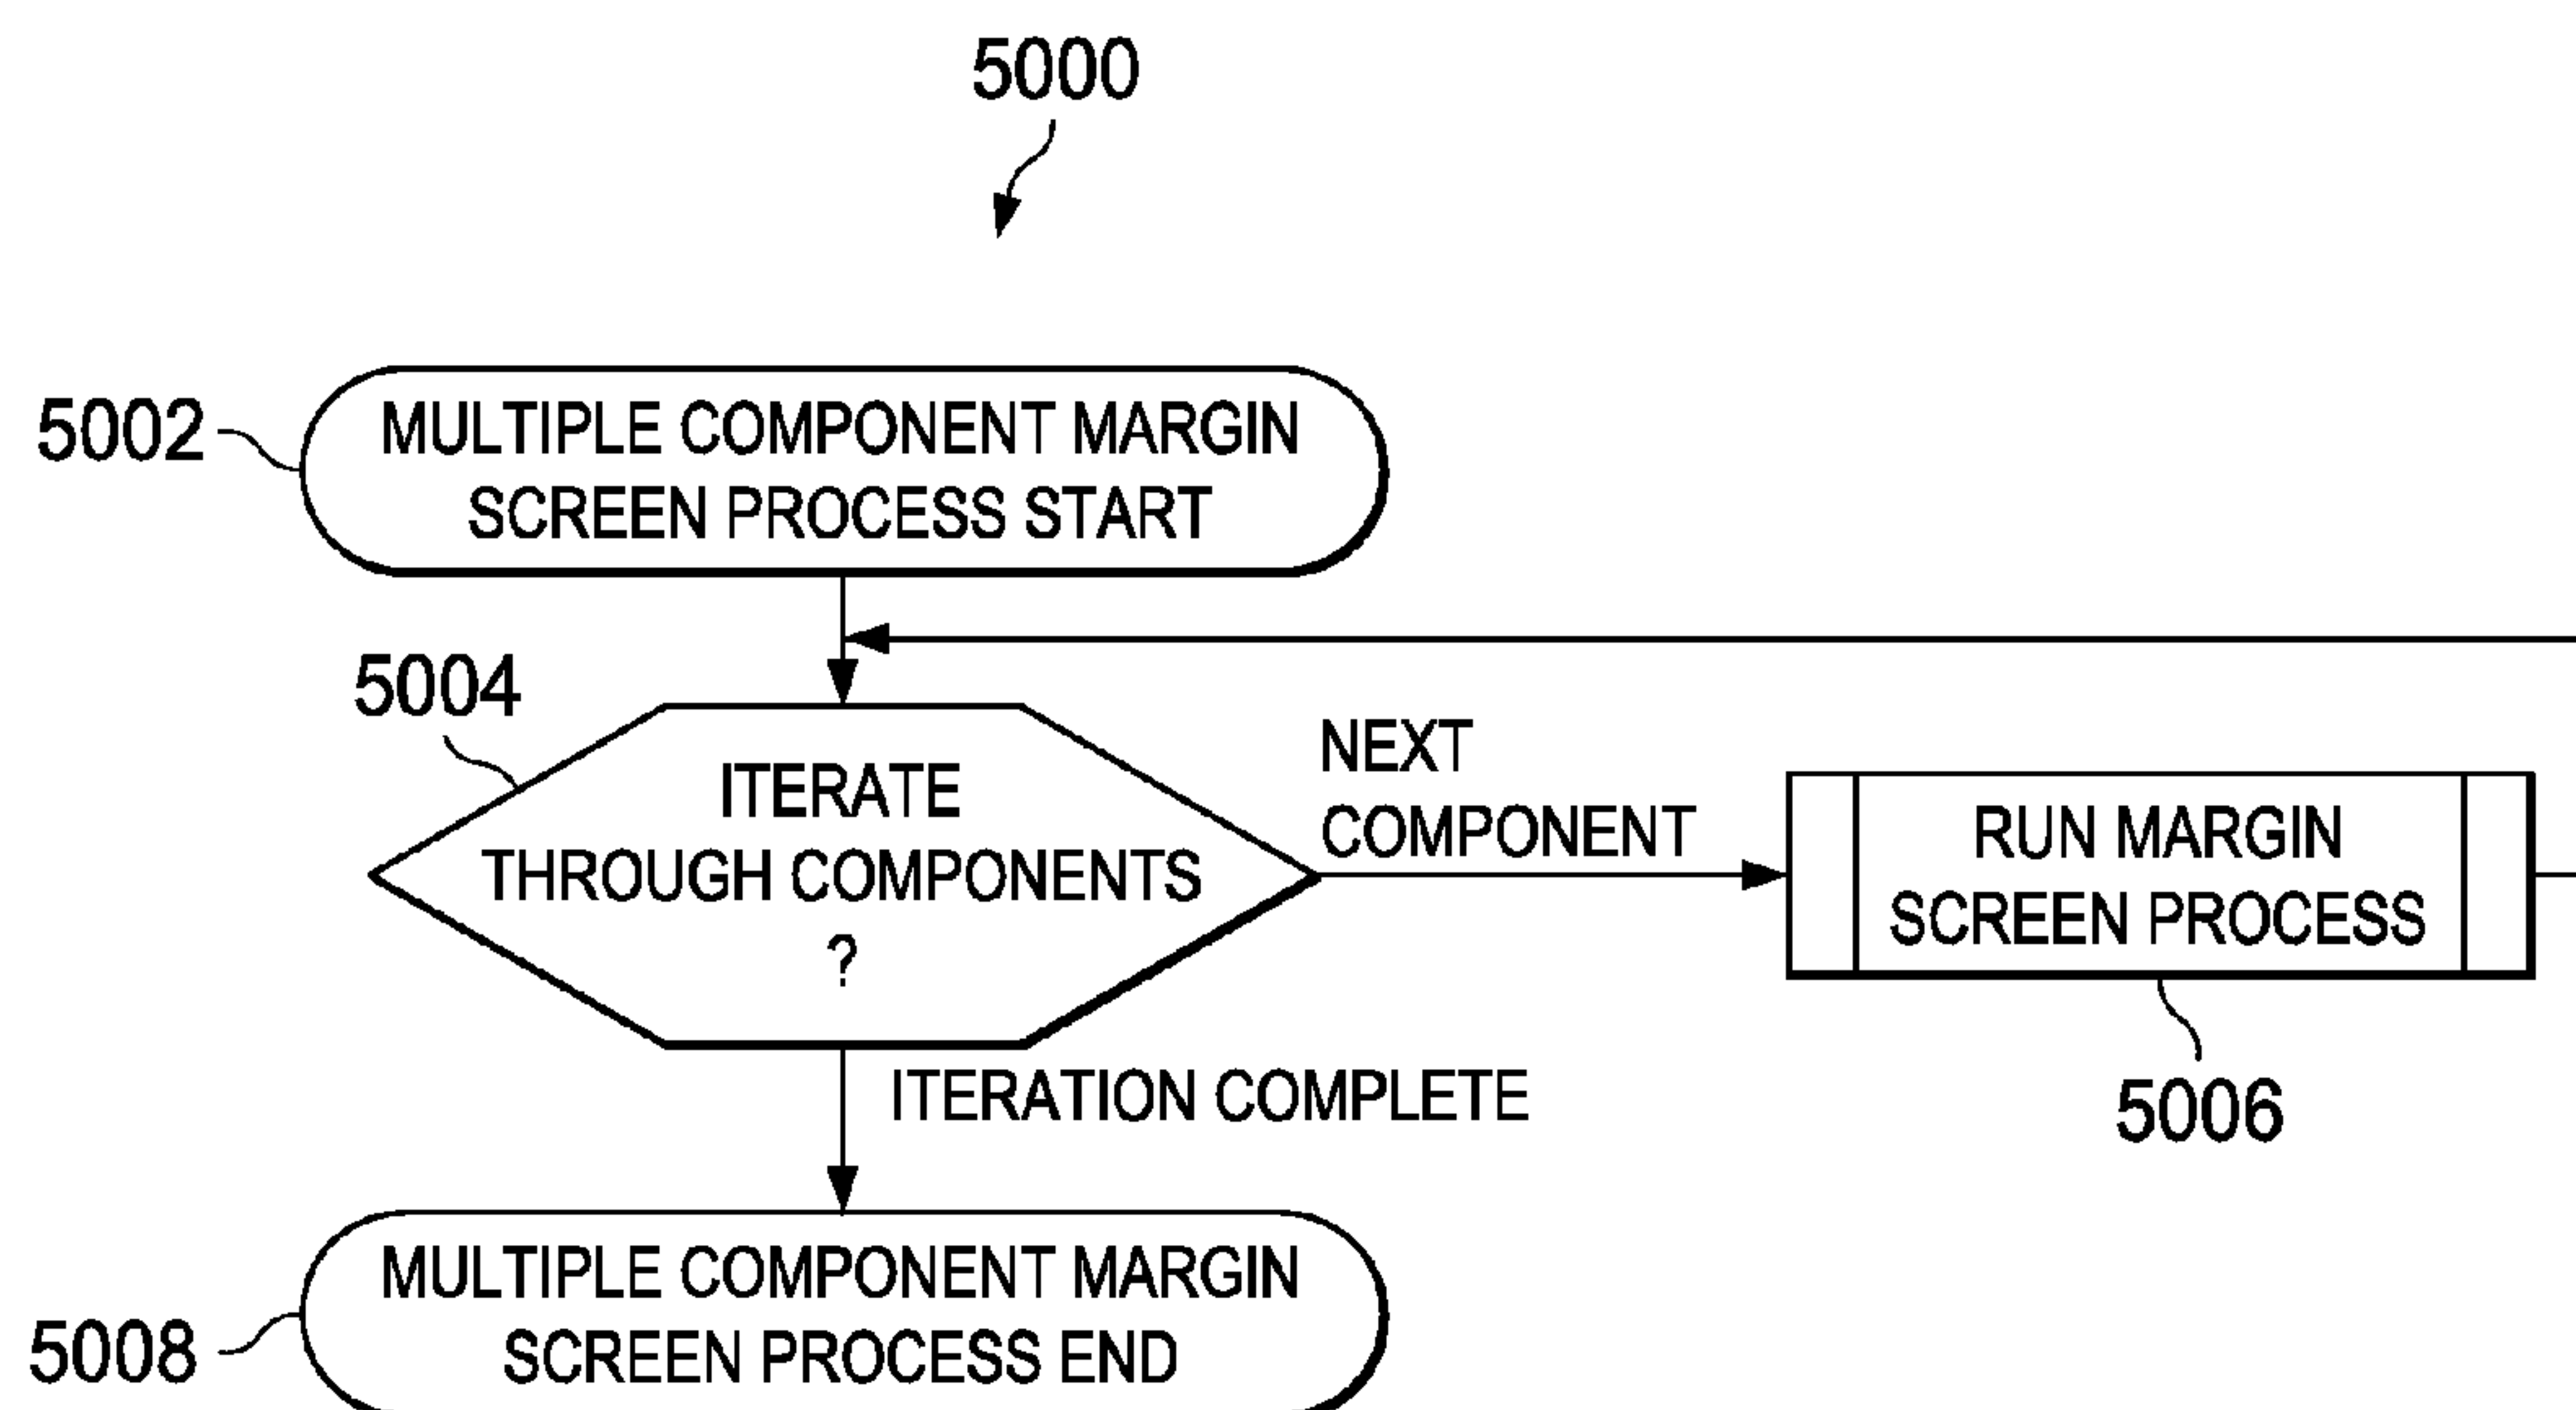 5000
5002
MULTIPLE COMPONENT MARGIN
SCREEN PROCESS START
5004
ITERATE
THROUGH COMPONENTS
?
NEXT
COMPONENT
RUN MARGIN
SCREEN PROCESS
5006
ITERATION COMPLETE
5008
MULTIPLE COMPONENT MARGIN
SCREEN PROCESS END